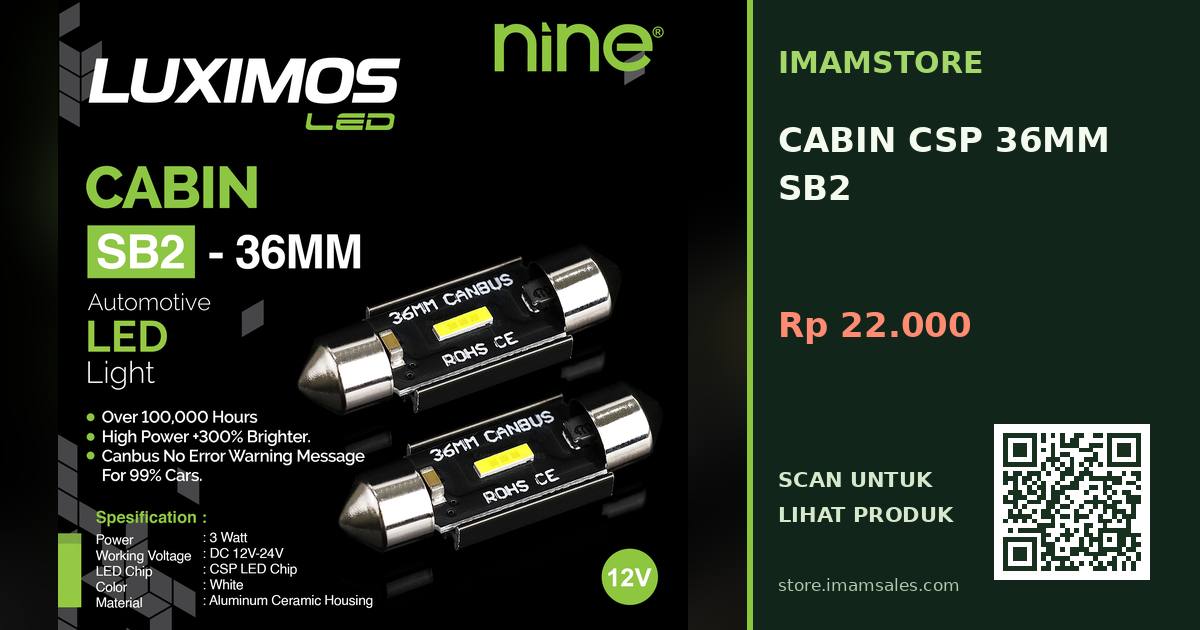 LUXIMOS
LED
nine®
CABIN
SB2 - 36MM
Automotive
LED
Light
Over 100,000 Hours
High Power +300% Brighter.
Canbus No Error Warning Message
For 99% Cars.
Spesification :
Power : 3 Watt
Working Voltage : DC 12V-24V
LED Chip : CSP LED Chip
Color : White
Material : Aluminum Ceramic Housing
36MM CANBUS
ROHS CE
36MM CANBUS
ROHS CE
12V
IMAMSTORE
CABIN CSP 36MM
SB2
Rp 22.000
SCAN UNTUK
LIHAT PRODUK
store.imamsales.com